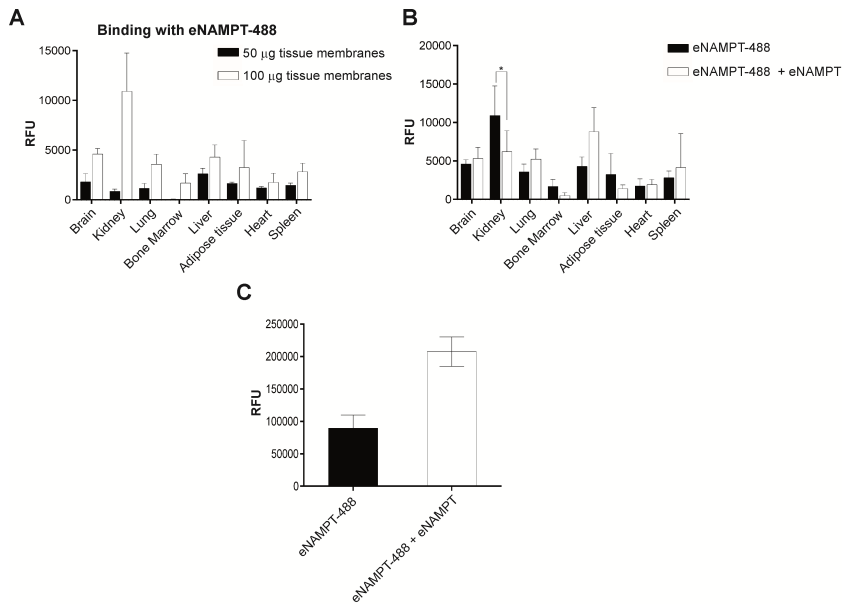 A
Binding with eNAMPT-488
50 µg tissue membranes
100 µg tissue membranes
RFU
15000
10000
5000
0
Brain
Kidney
Lung
Bone Marrow
Liver
Adipose tissue
Heart
Spleen
B
eNAMPT-488
eNAMPT-488 + eNAMPT
RFU
20000
15000
10000
5000
0
*
Brain
Kidney
Lung
Bone Marrow
Liver
Adipose tissue
Heart
Spleen
C
RFU
250000
200000
150000
100000
50000
0
eNAMPT-488
eNAMPT-488 + eNAMPT